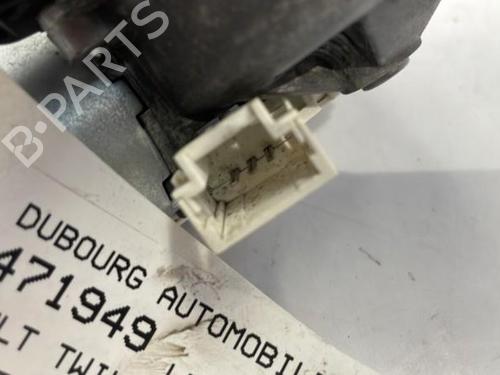 B-PARTS
DUBOURG AUTOMOBIL
471949
LT TWI